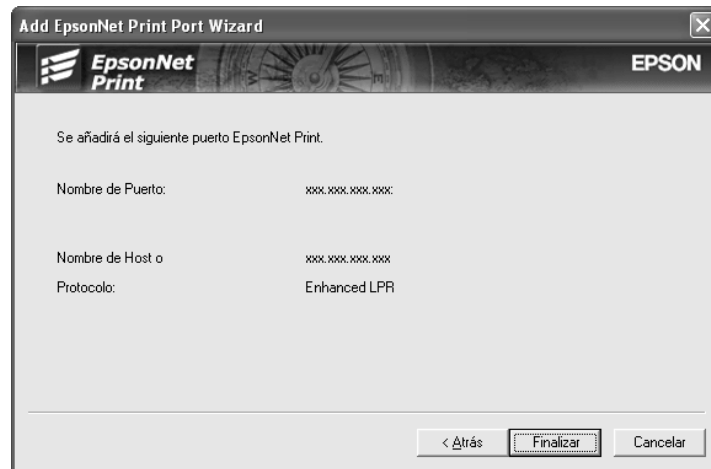 Add EpsonNet Print Port Wizard
EpsonNet
Print
EPSON
Se añadirá el siguiente puerto EpsonNet Print.
Nombre de Puerto: xxx.xxx.xxx.xxx:
Nombre de Host o xxx.xxx.xxx.xxx
Protocolo: Enhanced LPR
< Atrás Finalizar Cancelar